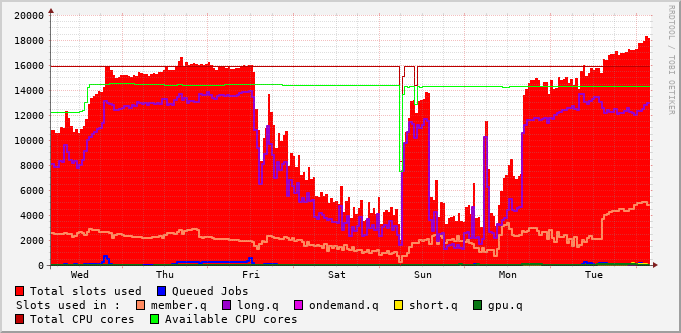 RRDTOOL / TOBI OETIKER
20000
18000
16000
14000
12000
10000
8000
6000
4000
2000
0
Wed Thu Fri Sat Sun Mon Tue
Total slots used Queued Jobs
Slots used in : member.q long.q ondemand.q short.q gpu.q
Total CPU cores Available CPU cores